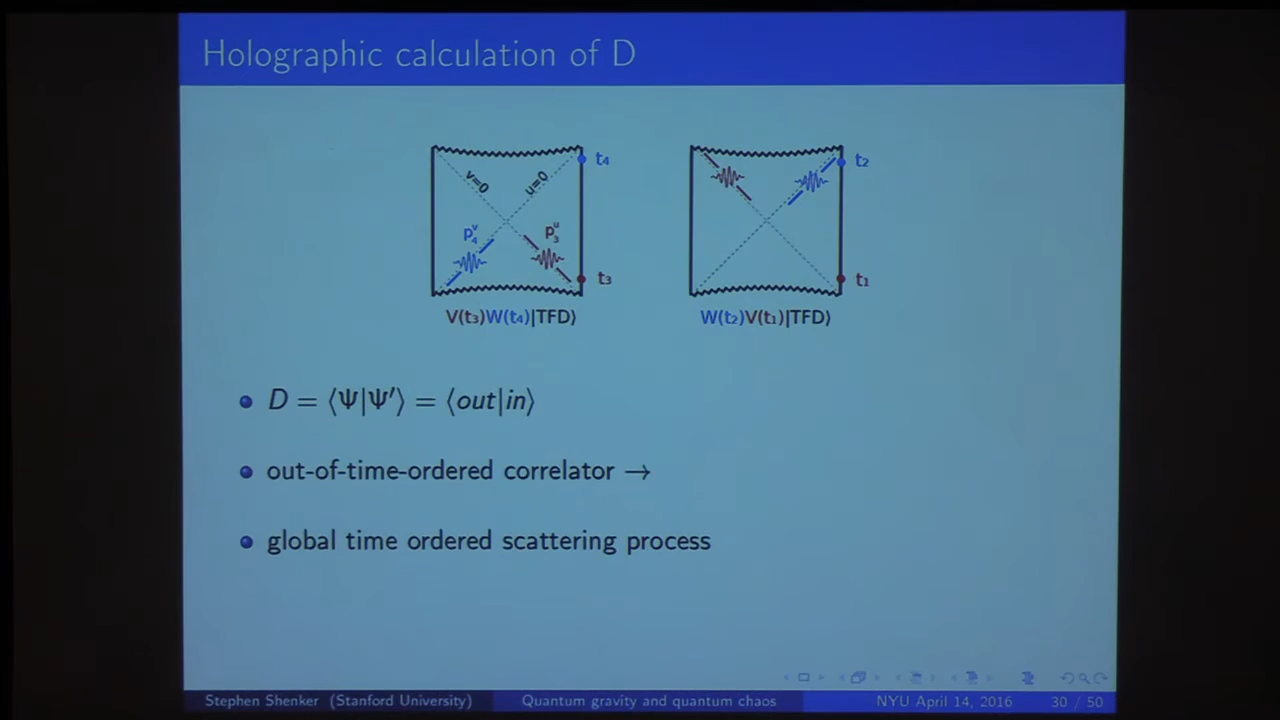 Holographic calculation of D
t₄
v=0
u=0
p₄ᵛ
p₃ᵘ
t₃
V(t₃)W(t₄)|TFD⟩
t₂
t₁
W(t₂)V(t₁)|TFD⟩
D = ⟨Ψ|Ψ′⟩ = ⟨out|in⟩
out-of-time-ordered correlator →
global time ordered scattering process
Stephen Shenker (Stanford University)
Quantum gravity and quantum chaos
NYU April 14, 2016
30 / 50